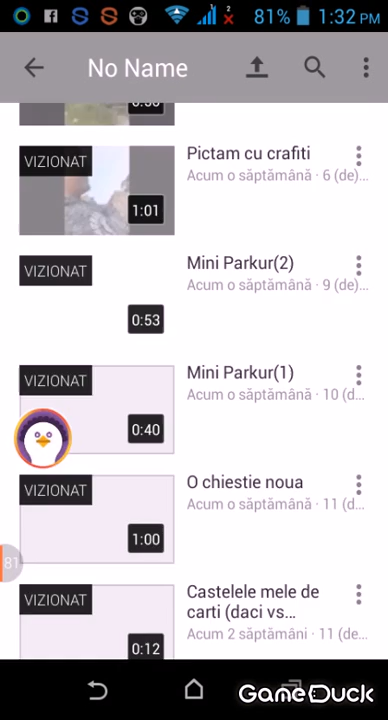 81% 1:32 PM
No Name
0:50
VIZIONAT
Pictam cu crafiti
Acum o săptămână · 6 (de)...
1:01
VIZIONAT
Mini Parkur(2)
Acum o săptămână · 9 (de)...
0:53
VIZIONAT
Mini Parkur(1)
Acum o săptămână · 10 (d...
0:40
VIZIONAT
O chiestie noua
Acum o săptămână · 11 (d...
1:00
81
VIZIONAT
Castelele mele de
carti (daci vs...
Acum 2 săptămâni · 11 (de...
0:12
GameDuck